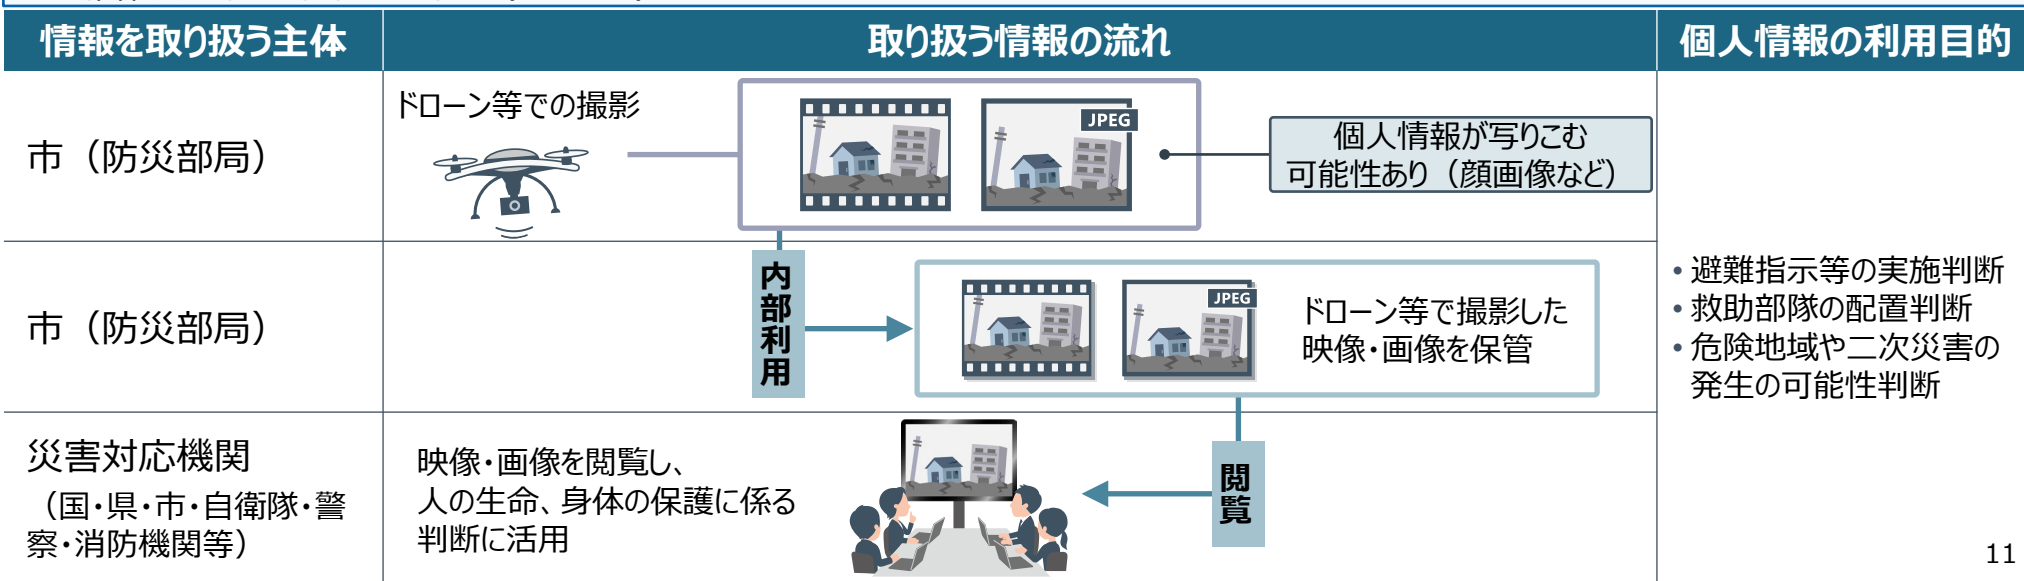 情報を取り扱う主体
取り扱う情報の流れ
個人情報の利用目的
市（防災部局）
ドローン等での撮影
JPEG
個人情報が写りこむ
可能性あり（顔画像など）
市（防災部局）
内部利用
JPEG
ドローン等で撮影した
映像・画像を保管
• 避難指示等の実施判断
• 救助部隊の配置判断
• 危険地域や二次災害の
発生の可能性判断
災害対応機関
（国・県・市・自衛隊・警
察・消防機関等）
映像・画像を閲覧し、
人の生命、身体の保護に係る
判断に活用
閲覧
11